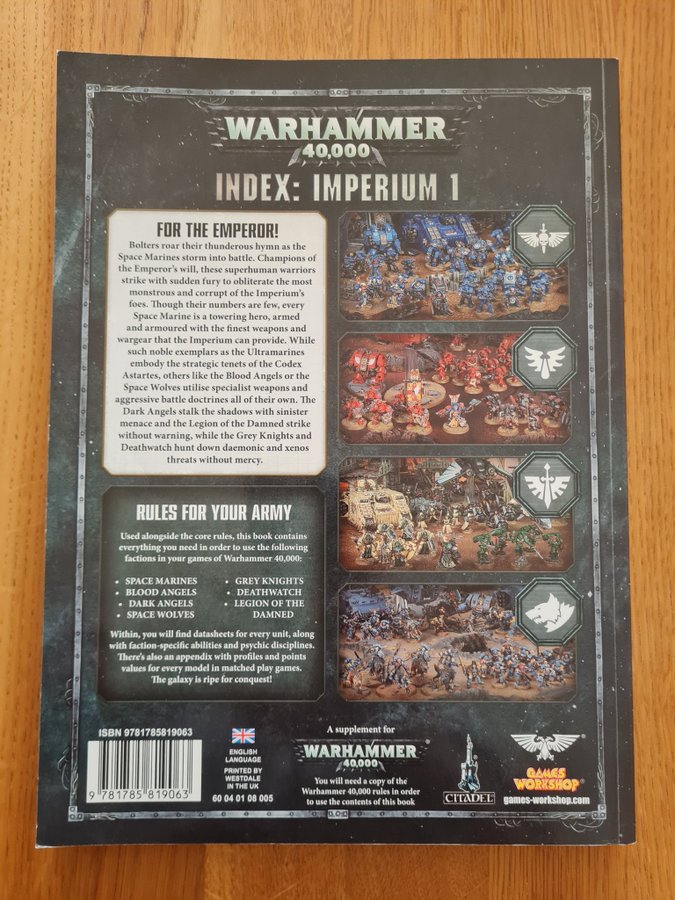 WARHAMMER
40,000
INDEX: IMPERIUM 1
FOR THE EMPEROR!
Bolters roar their thunderous hymn as the
Space Marines storm into battle. Champions of
the Emperor's will, these superhuman warriors
strike with sudden fury to obliterate the most
monstrous and corrupt of the Imperium's
foes. Though their numbers are few, every
Space Marine is a towering hero, armed
and armoured with the finest weapons and
wargear that the Imperium can provide. While
such noble exemplars as the Ultramarines
embody the strategic tenets of the Codex
Astartes, others like the Blood Angels or the
Space Wolves utilise specialist weapons and
aggressive battle doctrines all of their own. The
Dark Angels stalk the shadows with sinister
menace and the Legion of the Damned strike
without warning, while the Grey Knights and
Deathwatch hunt down daemonic and xenos
threats without mercy.
RULES FOR YOUR ARMY
Used alongside the core rules, this book contains
everything you need in order to use the following
factions in your games of Warhammer 40,000:
• SPACE MARINES
• BLOOD ANGELS
• DARK ANGELS
• SPACE WOLVES
• GREY KNIGHTS
• DEATHWATCH
• LEGION OF THE
DAMNED
Within, you will find datasheets for every unit, along
with faction-specific abilities and psychic disciplines.
There's also an appendix with profiles and points
values for every model in matched play games.
The galaxy is ripe for conquest!
ISBN 9781785819063
9 781785 819063
ENGLISH
LANGUAGE
PRINTED BY
WESTDALE
IN THE UK
60 04 01 08 005
A supplement for
WARHAMMER
40,000
You will need a copy of the
Warhammer 40,000 rules in order
to use the contents of this book
CITADEL
GAMES
WORKSHOP
games-workshop.com